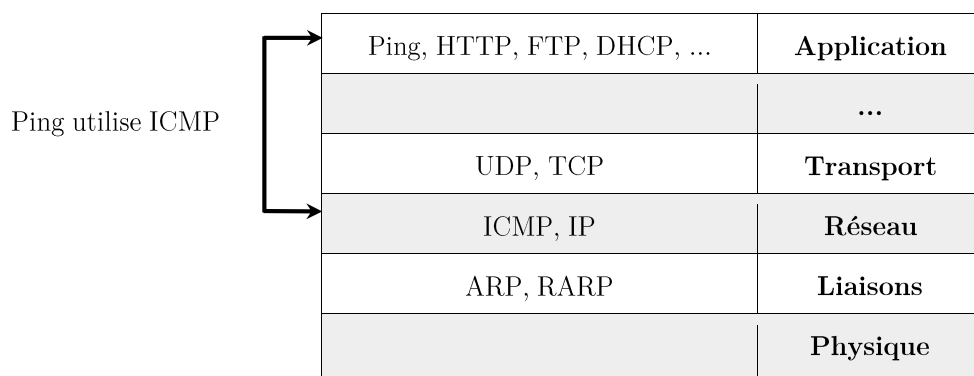 Ping, HTTP, FTP, DHCP, ... Application
Ping utilise ICMP
...
UDP, TCP Transport
ICMP, IP Réseau
ARP, RARP Liaisons
Physique